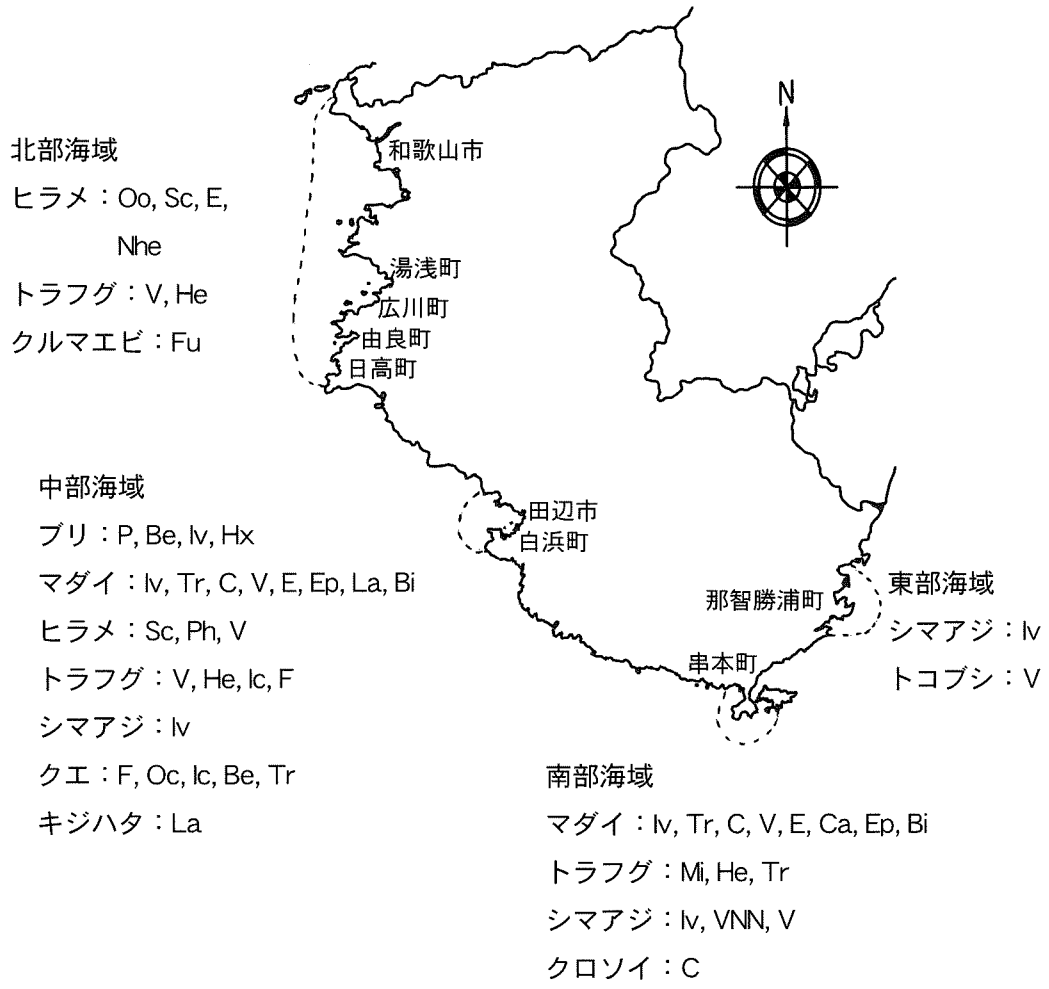 N
北部海域
ヒラメ：Oo, Sc, E,
Nhe
トラフグ：V, He
クルマエビ：Fu
和歌山市
湯浅町
広川町
由良町
日高町
中部海域
ブリ：P, Be, Iv, Hx
マダイ：Iv, Tr, C, V, E, Ep, La, Bi
ヒラメ：Sc, Ph, V
トラフグ：V, He, Ic, F
シマアジ：Iv
クエ：F, Oc, Ic, Be, Tr
キジハタ：La
田辺市
白浜町
那智勝浦町
串本町
東部海域
シマアジ：Iv
トコブシ：V
南部海域
マダイ：Iv, Tr, C, V, E, Ca, Ep, Bi
トラフグ：Mi, He, Tr
シマアジ：Iv, VNN, V
クロソイ：C